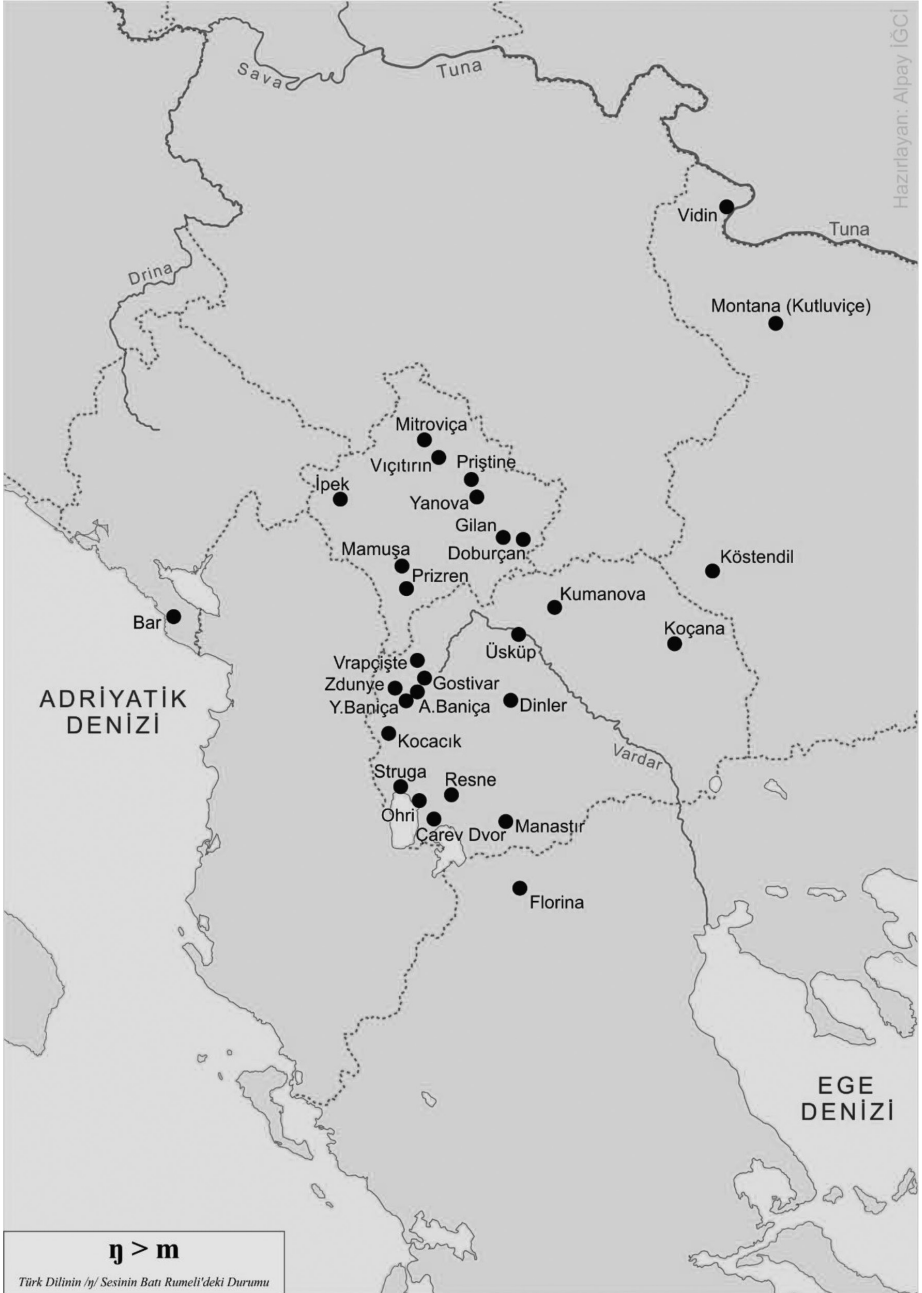 Hazırlayan: Alpay İĞCİ
Sava
Tuna
Vidin
Tuna
Drina
Montana (Kutluviçe)
Mitroviça
Vıçıtırın
Priştine
İpek
Yanova
Gilan
Doburçan
Mamuşa
Prizren
Köstendil
Kumanova
Bar
Üsküp
Koçana
Vrapçişte
Gostivar
Zdunye
Y.Baniça
A.Baniça
Dinler
ADRİYATİK
DENİZİ
Kocacık
Vardar
Struga
Resne
Ohri
Çarev Dvor
Manastır
Florina
EGE
DENİZİ
ŋ > m
Türk Dilinin /ŋ/ Sesinin Batı Rumeli'deki Durumu